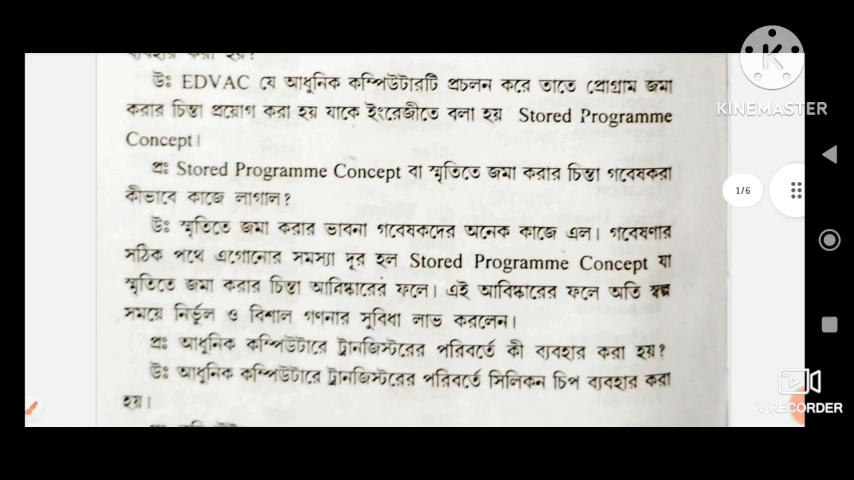 ব্যবহার করা হয়?
উঃ EDVAC যে আধুনিক কম্পিউটারটি প্রচলন করে তাতে প্রোগ্রাম জমা
করার চিন্তা প্রয়োগ করা হয় যাকে ইংরেজীতে বলা হয় Stored Programme
Concept।
প্রঃ Stored Programme Concept বা স্মৃতিতে জমা করার চিন্তা গবেষকরা
কীভাবে কাজে লাগাল?
উঃ স্মৃতিতে জমা করার ভাবনা গবেষকদের অনেক কাজে এল। গবেষণার
সঠিক পথে এগোনোর সমস্যা দূর হল Stored Programme Concept যা
স্মৃতিতে জমা করার চিন্তা আবিষ্কারের ফলে। এই আবিষ্কারের ফলে অতি স্বল্প
সময়ে নির্ভুল ও বিশাল গণনার সুবিধা লাভ করলেন।
প্রঃ আধুনিক কম্পিউটারে ট্রানজিস্টরের পরিবর্তে কী ব্যবহার করা হয়?
উঃ আধুনিক কম্পিউটারে ট্রানজিস্টরের পরিবর্তে সিলিকন চিপ ব্যবহার করা
হয়।
KINEMASTER
1/6
V RECORDER